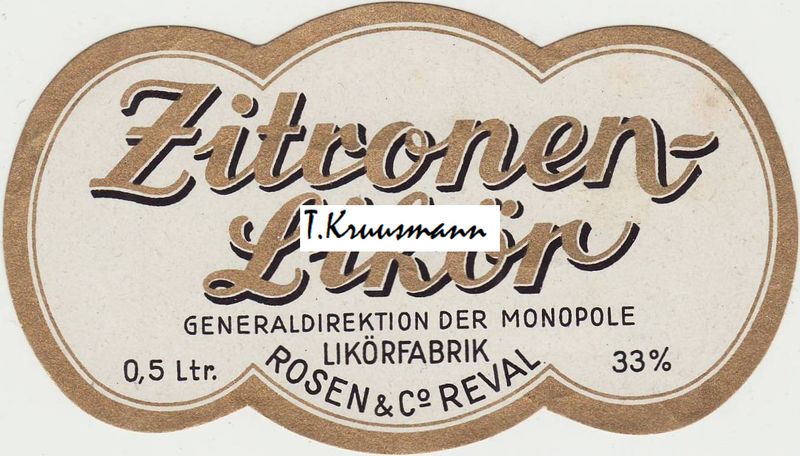 Zitronen-
Likör
T.Kruusmann
GENERALDIREKTION DER MONOPOLE
LIKÖRFABRIK
0,5 Ltr.
ROSEN & Cº REVAL
33%